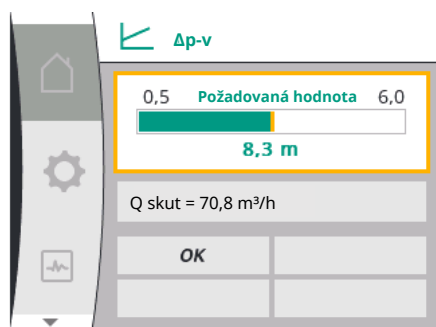 Δp-v
0,5 Požadovaná hodnota 6,0
8,3 m
Q skut = 70,8 m³/h
OK